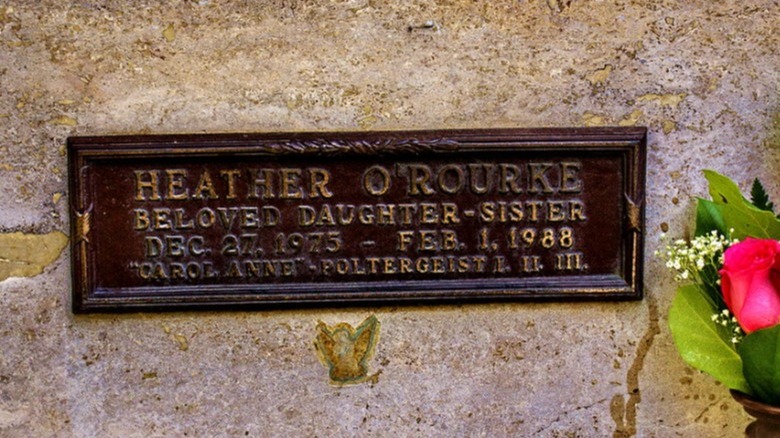 HEATHER O'ROURKE
BELOVED DAUGHTER-SISTER
DEC. 27, 1975 - FEB. 1, 1988
"CAROL ANNE" - POLTERGEIST I. II. III.